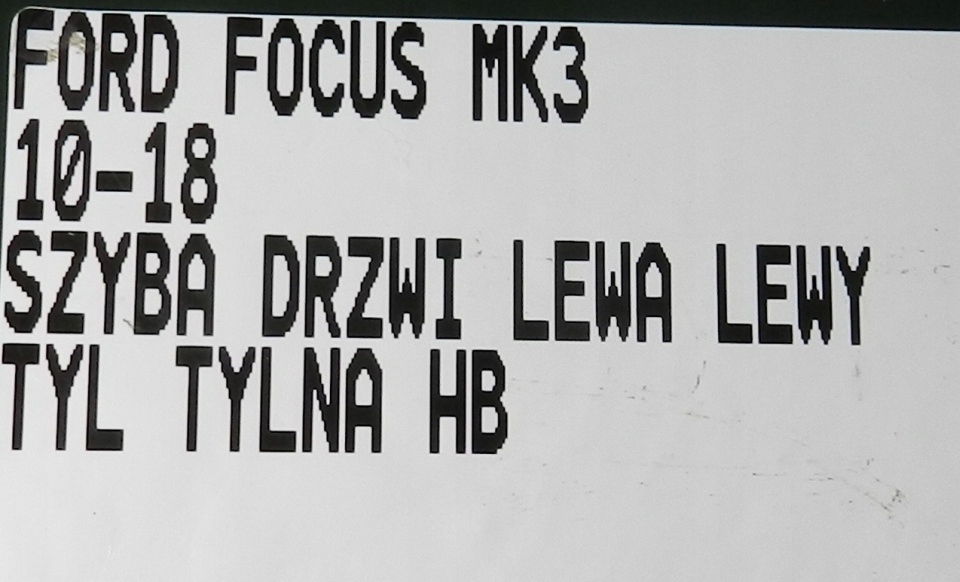 FORD FOCUS MK3
10-18
SZYBA DRZWI LEWA LEWY
TYL TYLNA HB